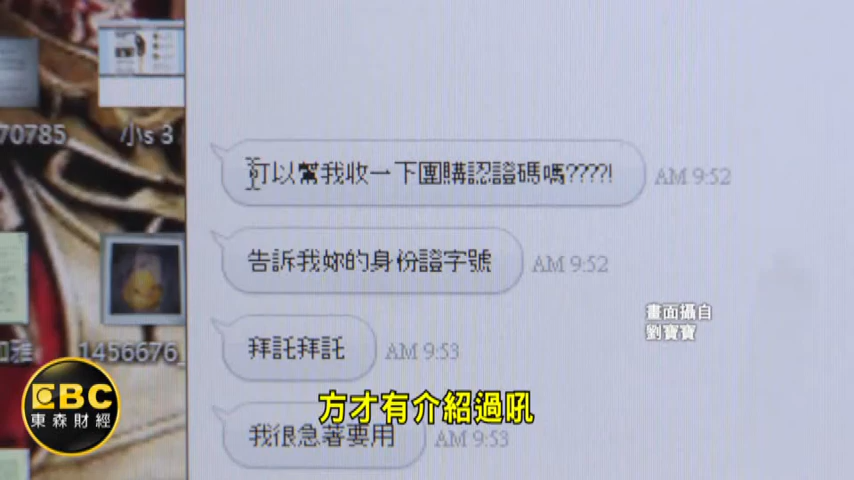 70785
小s 3
可以幫我收一下團購認證碼嗎????!
AM 9:52
告訴我妳的身份證字號
AM 9:52
畫面攝自
劉寶寶
拜託拜託
AM 9:53
雅
1456676_
EBC
東森財經
方才有介紹過吼
我很急著要用
AM 9:53